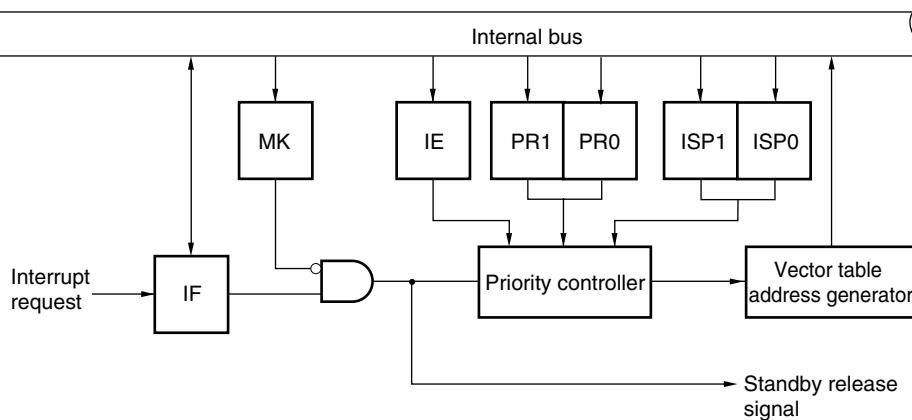 Internal bus
MK
IE
PR1
PR0
ISP1
ISP0
Interrupt
request
IF
Priority controller
Vector table
address generator
Standby release
signal